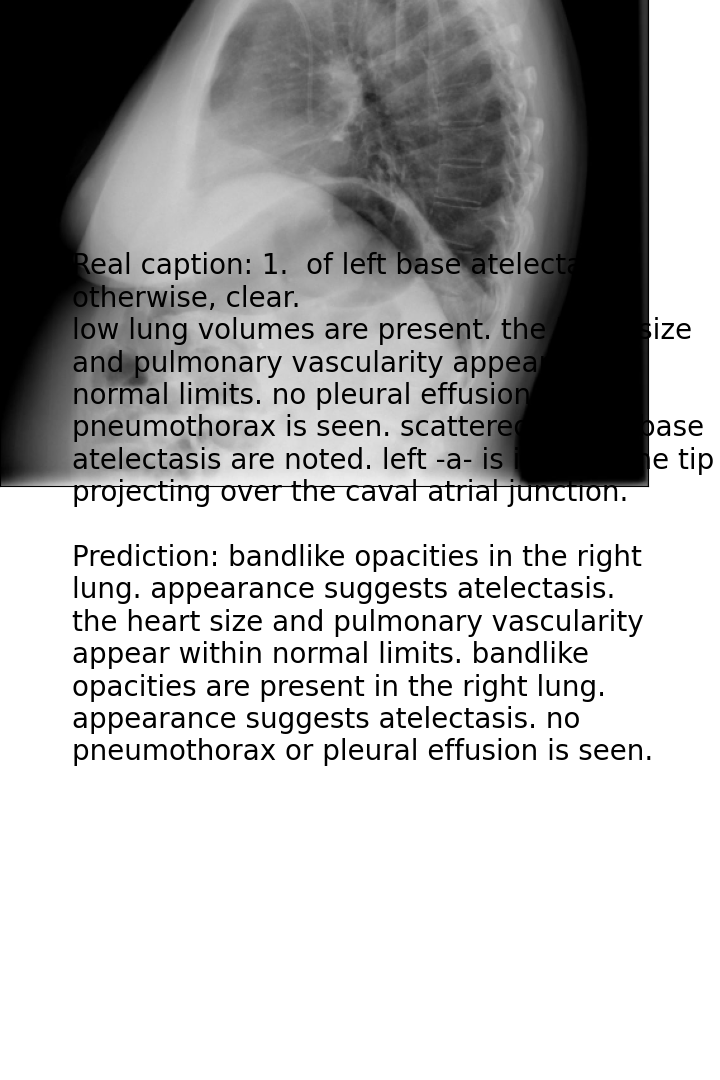 Real caption: 1. of left base atelecta
otherwise, clear.
low lung volumes are present. the size
and pulmonary vascularity appear
normal limits. no pleural effusion
pneumothorax is seen. scattered base
atelectasis are noted. left -a- is tip
projecting over the caval atrial junction.
Prediction: bandlike opacities in the right
lung. appearance suggests atelectasis.
the heart size and pulmonary vascularity
appear within normal limits. bandlike
opacities are present in the right lung.
appearance suggests atelectasis. no
pneumothorax or pleural effusion is seen.